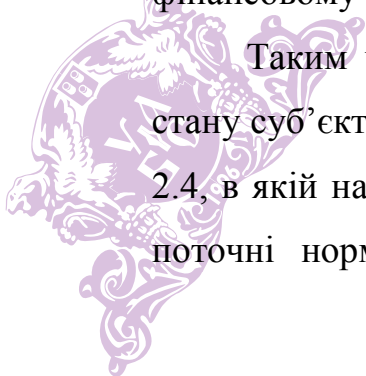 фінансовому
Таким
стану суб’єкт
2.4, в якій на
поточні норм